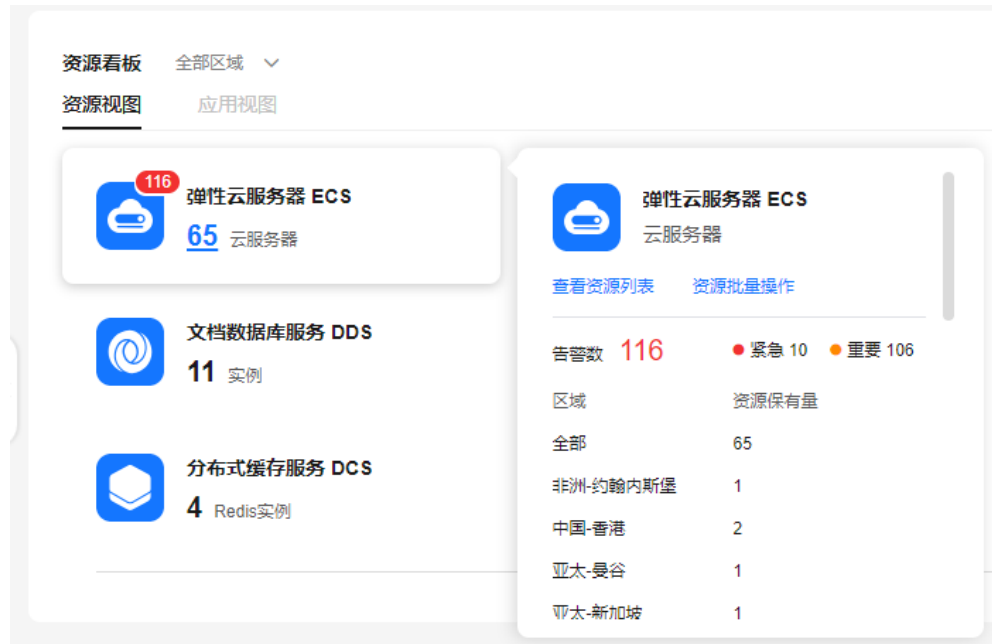 资源看板 全部区域
资源视图 应用视图
116
弹性云服务器 ECS
65 云服务器
文档数据库服务 DDS
11 实例
分布式缓存服务 DCS
4 Redis实例
弹性云服务器 ECS
云服务器
查看资源列表 资源批量操作
告警数 116 紧急 10 重要 106
区域 资源保有量
全部 65
非洲-约翰内斯堡 1
中国-香港 2
亚太-曼谷 1
亚太-新加坡 1